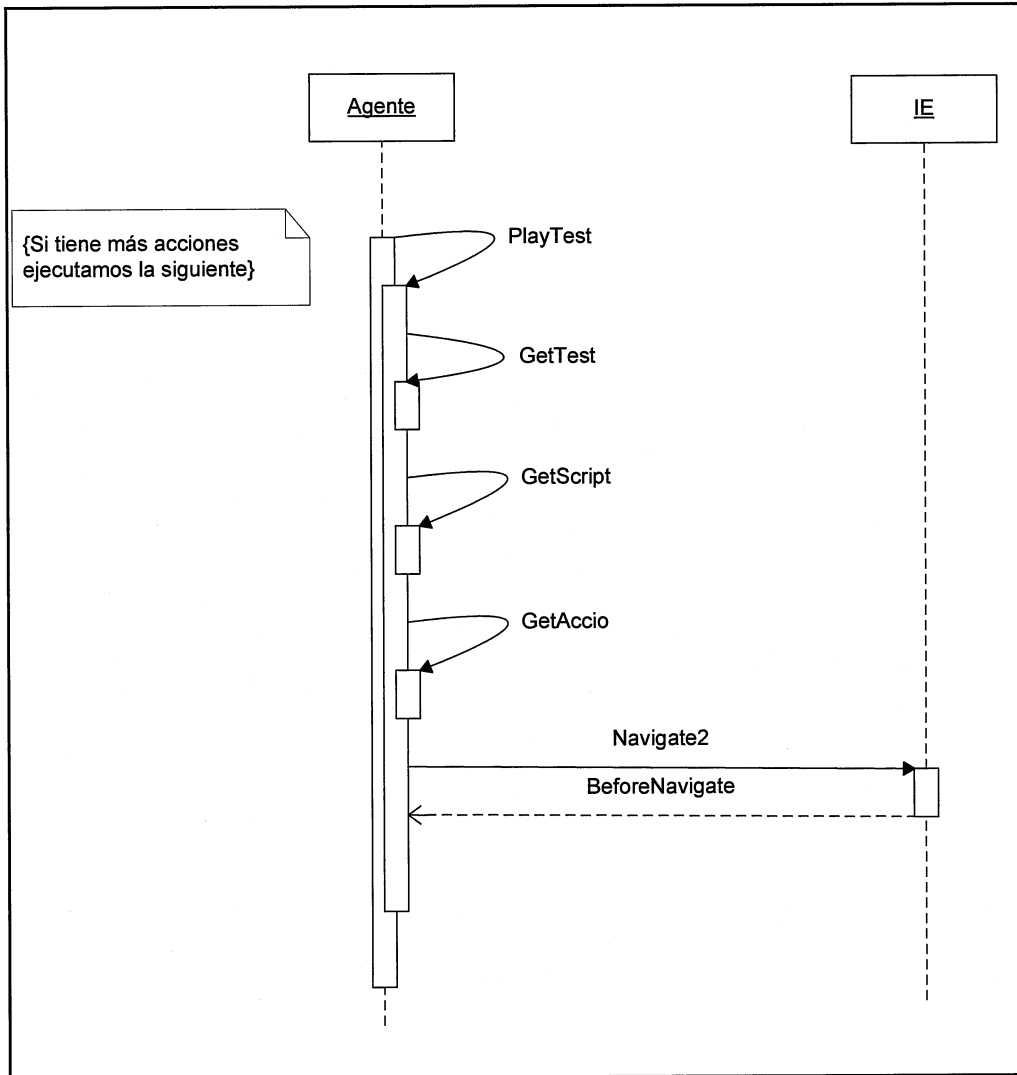 Agente
IE
{Si tiene más acciones
ejecutamos la siguiente}
PlayTest
GetTest
GetScript
GetAccio
Navigate2
BeforeNavigate